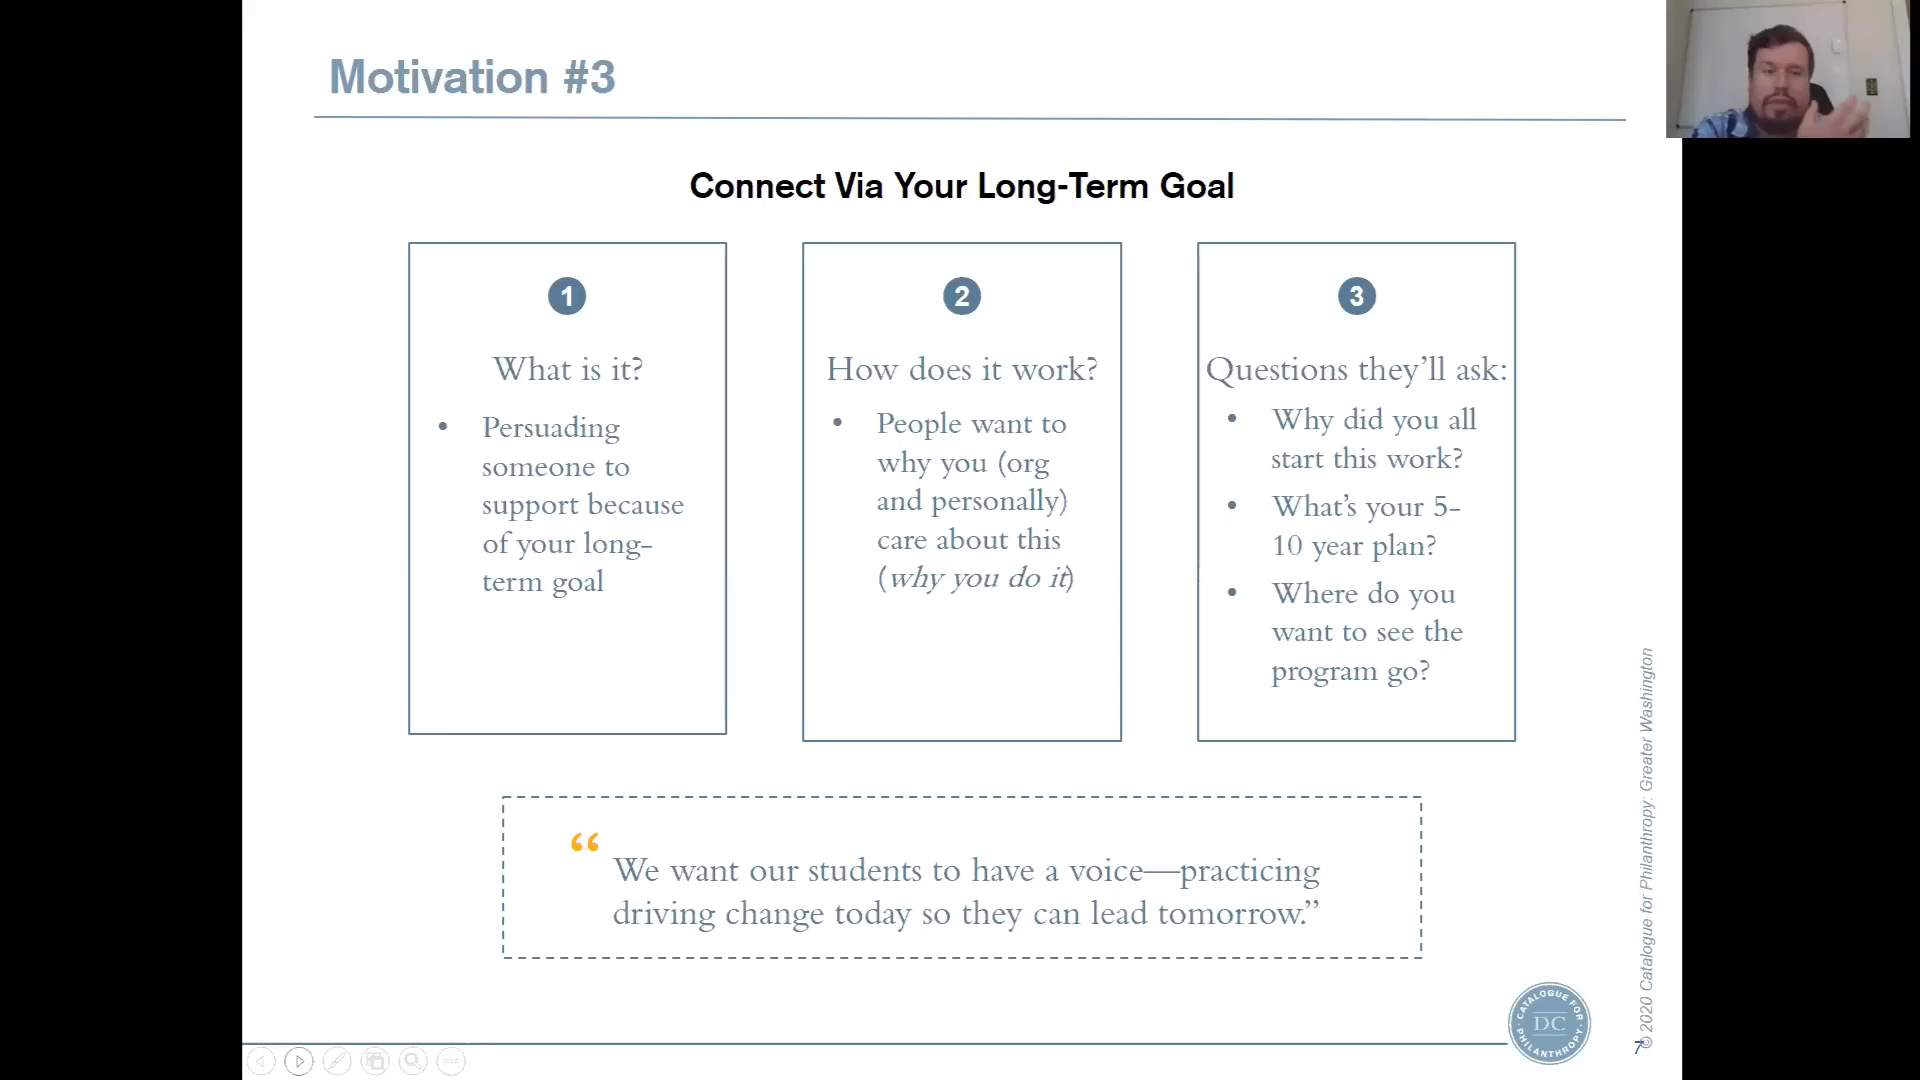 Motivation #3
Connect Via Your Long-Term Goal
1
What is it?
• Persuading
someone to
support because
of your long-
term goal
2
How does it work?
• People want to
why you (org
and personally)
care about this
(why you do it)
3
Questions they’ll ask:
• Why did you all
start this work?
• What’s your 5-
10 year plan?
• Where do you
want to see the
program go?
“We want our students to have a voice—practicing
driving change today so they can lead tomorrow.”
© 2020 Catalogue for Philanthropy: Greater Washington
CATALOGUE FOR
DC
PHILANTHROPY
7